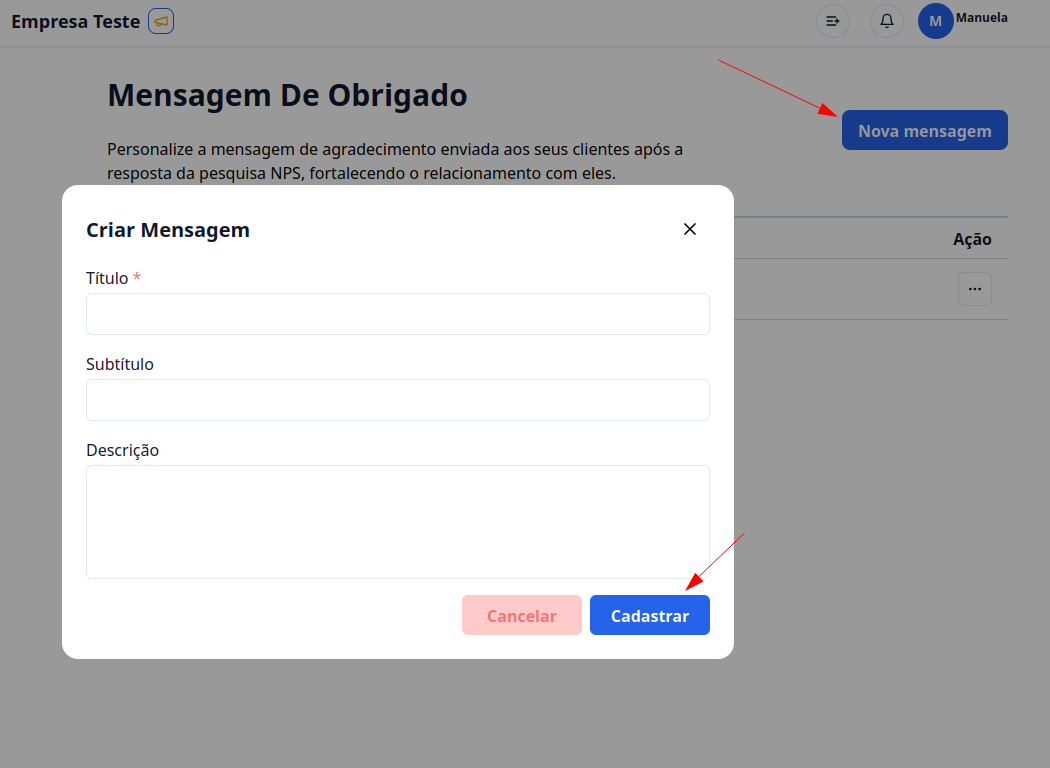 Empresa Teste
M
Manuela
Mensagem De Obrigado
Nova mensagem
Personalize a mensagem de agradecimento enviada aos seus clientes após a
resposta da pesquisa NPS, fortalecendo o relacionamento com eles.
Ação
Criar Mensagem
Título *
Subtítulo
Descrição
Cancelar
Cadastrar